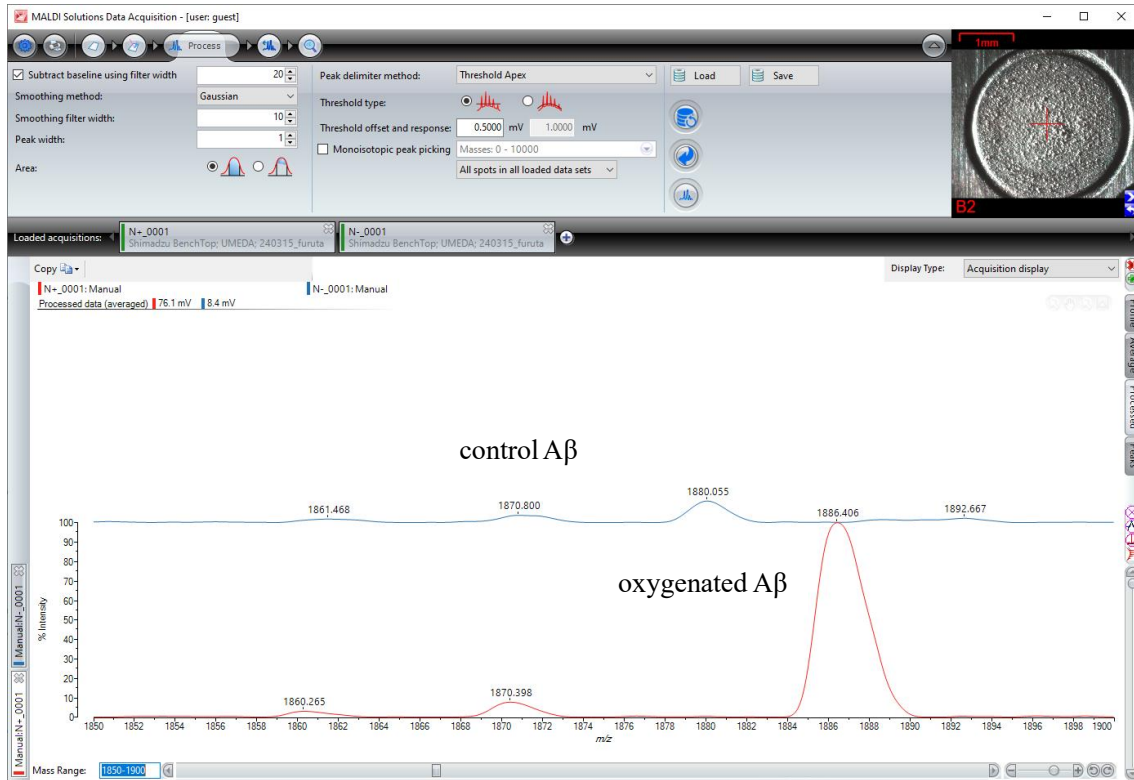 MALDI Solutions Data Acquisition - [user: guest]
Process
1mm
Subtract baseline using filter width 20
Smoothing method: Gaussian
Smoothing filter width: 10
Peak width: 1
Area:
Peak delimiter method: Threshold Apex
Threshold type:
Threshold offset and response: 0.5000 mV 1.0000 mV
Monoisotopic peak picking Masses: 0 - 10000
All spots in all loaded data sets
Load Save
B2
Loaded acquisitions:
N+_0001
Shimadzu BenchTop; UMEDA; 240315_furuta
N-_0001
Shimadzu BenchTop; UMEDA; 240315_furuta
Copy
Display Type: Acquisition display
N+_0001: Manual N-_0001: Manual
Processed data (averaged) 76.1 mV 8.4 mV
Profile
Average
Processed
Peaks
control Aβ
1861.468 1870.800 1880.055 1886.406 1892.667
oxygenated Aβ
1860.265 1870.398
100
90
80
70
60
50
40
30
20
10
0
% Intensity
1850 1852 1854 1856 1858 1860 1862 1864 1866 1868 1870 1872 1874 1876 1878 1880 1882 1884 1886 1888 1890 1892 1894 1896 1898 1900
m/z
Manual:N-_0001
Manual:N+_0001
Mass Range: 1850-1900